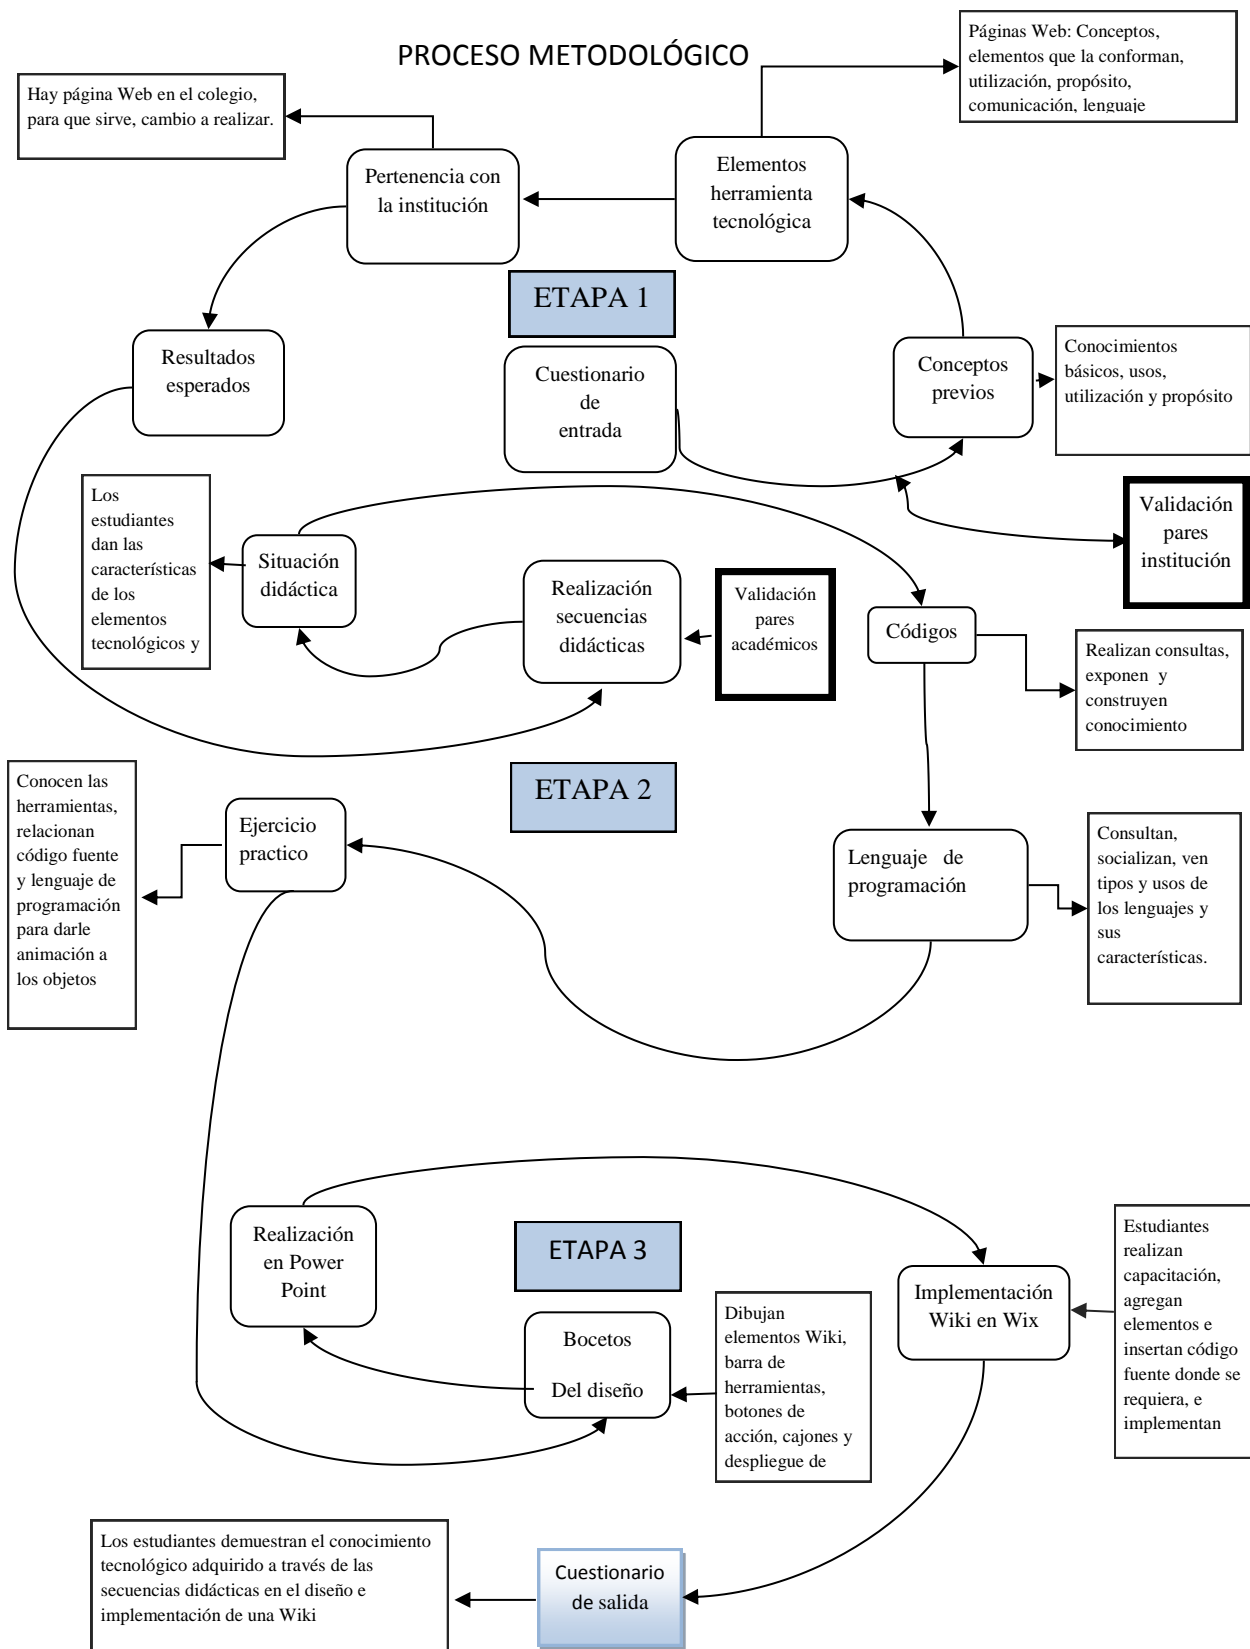 PROCESO METODOLÓGICO
Páginas Web: Conceptos,
elementos que la conforman,
utilización, propósito,
comunicación, lenguaje
Hay página Web en el colegio,
para que sirve, cambio a realizar.
Pertenencia con
la institución
Elementos
herramienta
tecnológica
ETAPA 1
Resultados
esperados
Cuestionario
de
entrada
Conceptos
previos
Conocimientos
básicos, usos,
utilización y propósito
Los
estudiantes
dan las
características
de los
elementos
tecnológicos y
Situación
didáctica
Realización
secuencias
didácticas
Validación
pares
académicos
Validación
pares
institución
Códigos
Realizan consultas,
exponen y
construyen
conocimiento
ETAPA 2
Conocen las
herramientas,
relacionan
código fuente
y lenguaje de
programación
para darle
animación a
los objetos
Ejercicio
practico
Lenguaje de
programación
Consultan,
socializan, ven
tipos y usos de
los lenguajes y
sus
características.
Realización
en Power
Point
ETAPA 3
Bocetos
Del diseño
Dibujan
elementos Wiki,
barra de
herramientas,
botones de
acción, cajones y
despliegue de
Implementación
Wiki en Wix
Estudiantes
realizan
capacitación,
agregan
elementos e
insertan código
fuente donde se
requiera, e
implementan
Los estudiantes demuestran el conocimiento
tecnológico adquirido a través de las
secuencias didácticas en el diseño e
implementación de una Wiki
Cuestionario
de salida